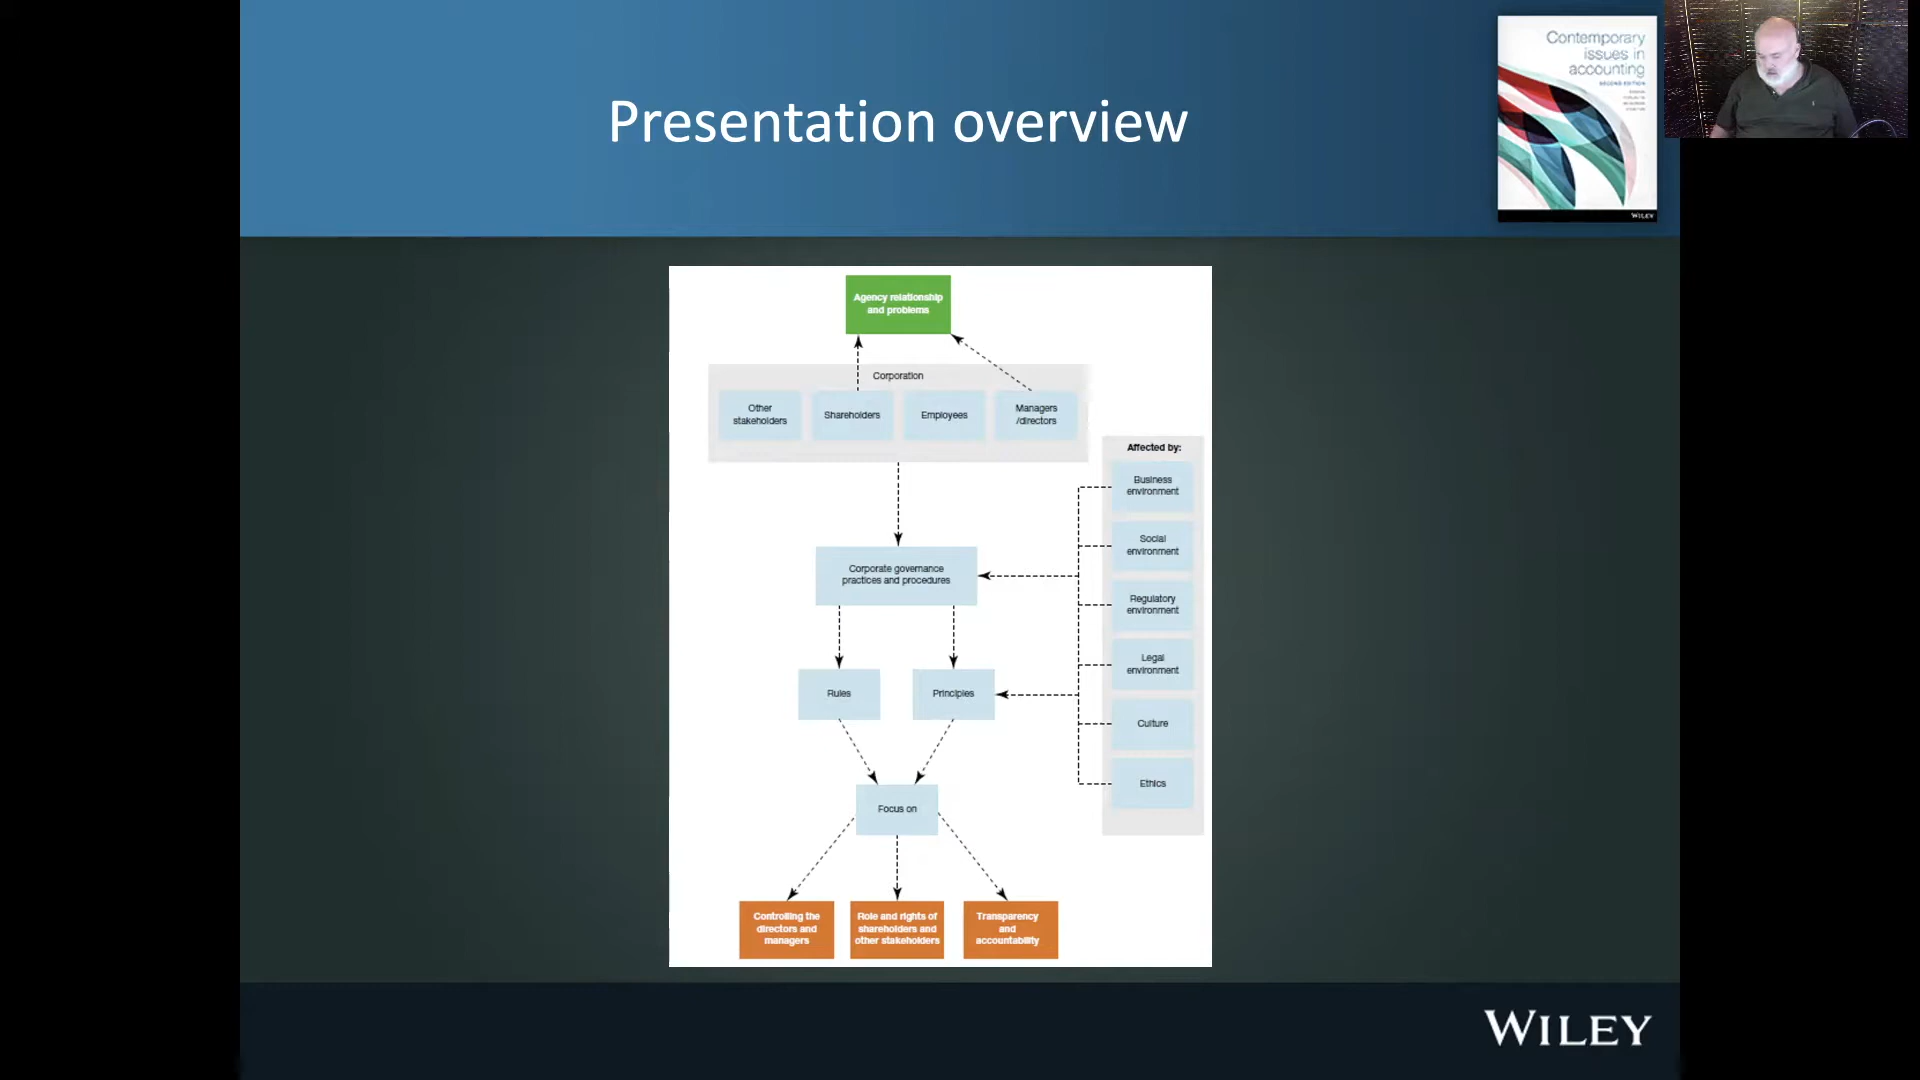 Presentation overview
Contemporary
issues in
accounting
SECOND EDITION
WILEY
Agency relationship
and problems
Corporation
Other
stakeholders
Shareholders
Employees
Managers
/directors
Affected by:
Business
environment
Social
environment
Regulatory
environment
Legal
environment
Culture
Ethics
Corporate governance
practices and procedures
Rules
Principles
Focus on
Controlling the
directors and
managers
Role and rights of
shareholders and
other stakeholders
Transparency
and
accountability
WILEY